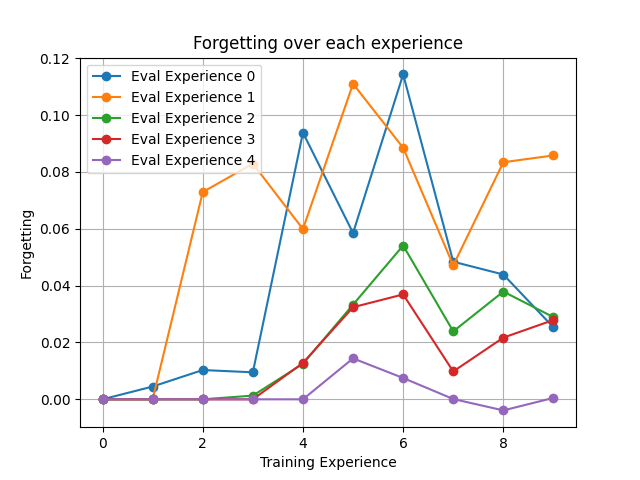 Forgetting over each experience
0.12
0.10
0.08
0.06
0.04
0.02
0.00
Forgetting
Eval Experience 0
Eval Experience 1
Eval Experience 2
Eval Experience 3
Eval Experience 4
0 2 4 6 8
Training Experience